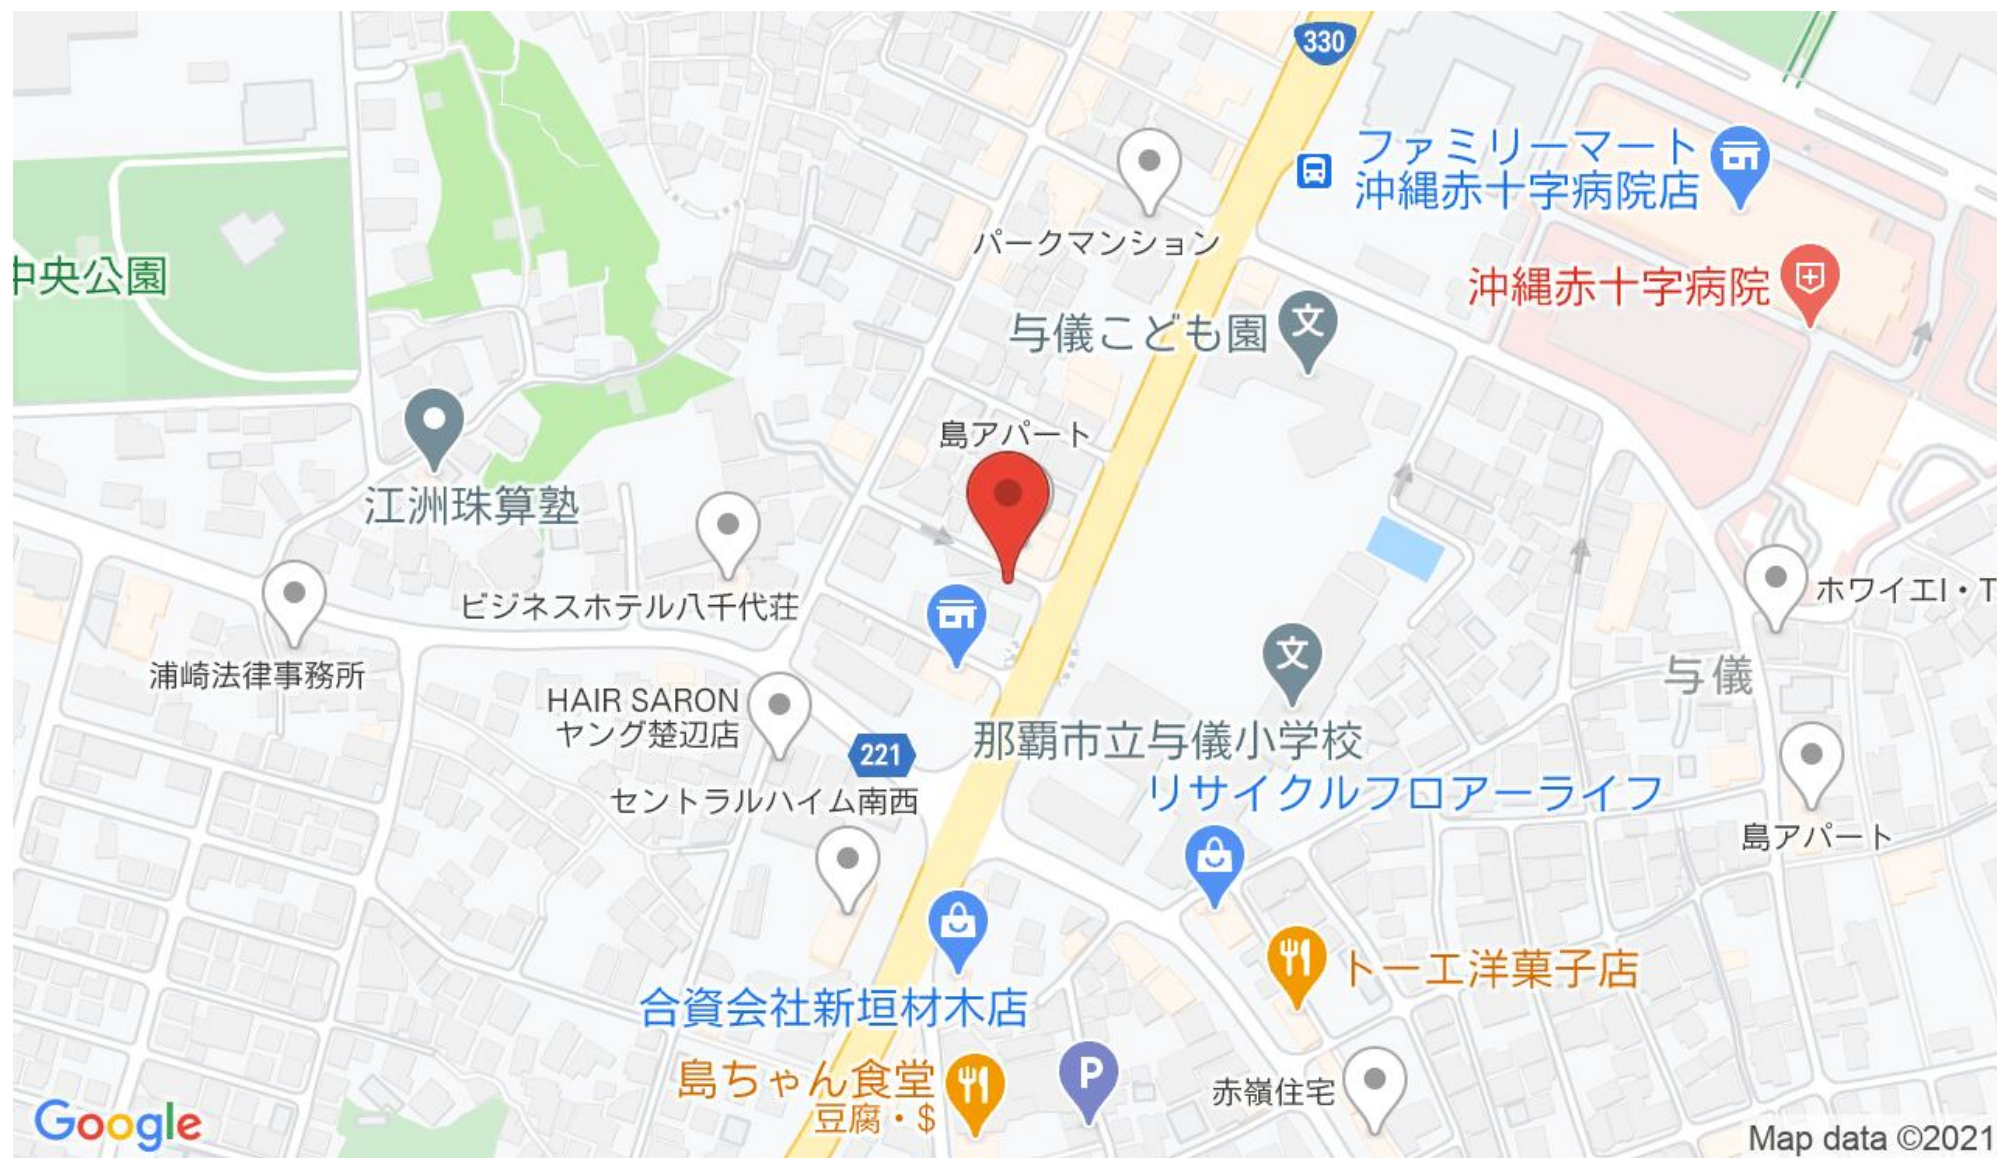 330
ファミリーマート
沖縄赤十字病院店
パークマンション
沖縄赤十字病院
中央公園
与儀こども園
文
島アパート
江洲珠算塾
ビジネスホテル八千代荘
ホワイエI・T
浦崎法律事務所
文
与儀
HAIR SARON
ヤング楚辺店
221
那覇市立与儀小学校
セントラルハイム南西
リサイクルフロアーライフ
島アパート
トーエ洋菓子店
合資会社新垣材木店
島ちゃん食堂
豆腐・$
P
赤嶺住宅
Google
Map data ©2021